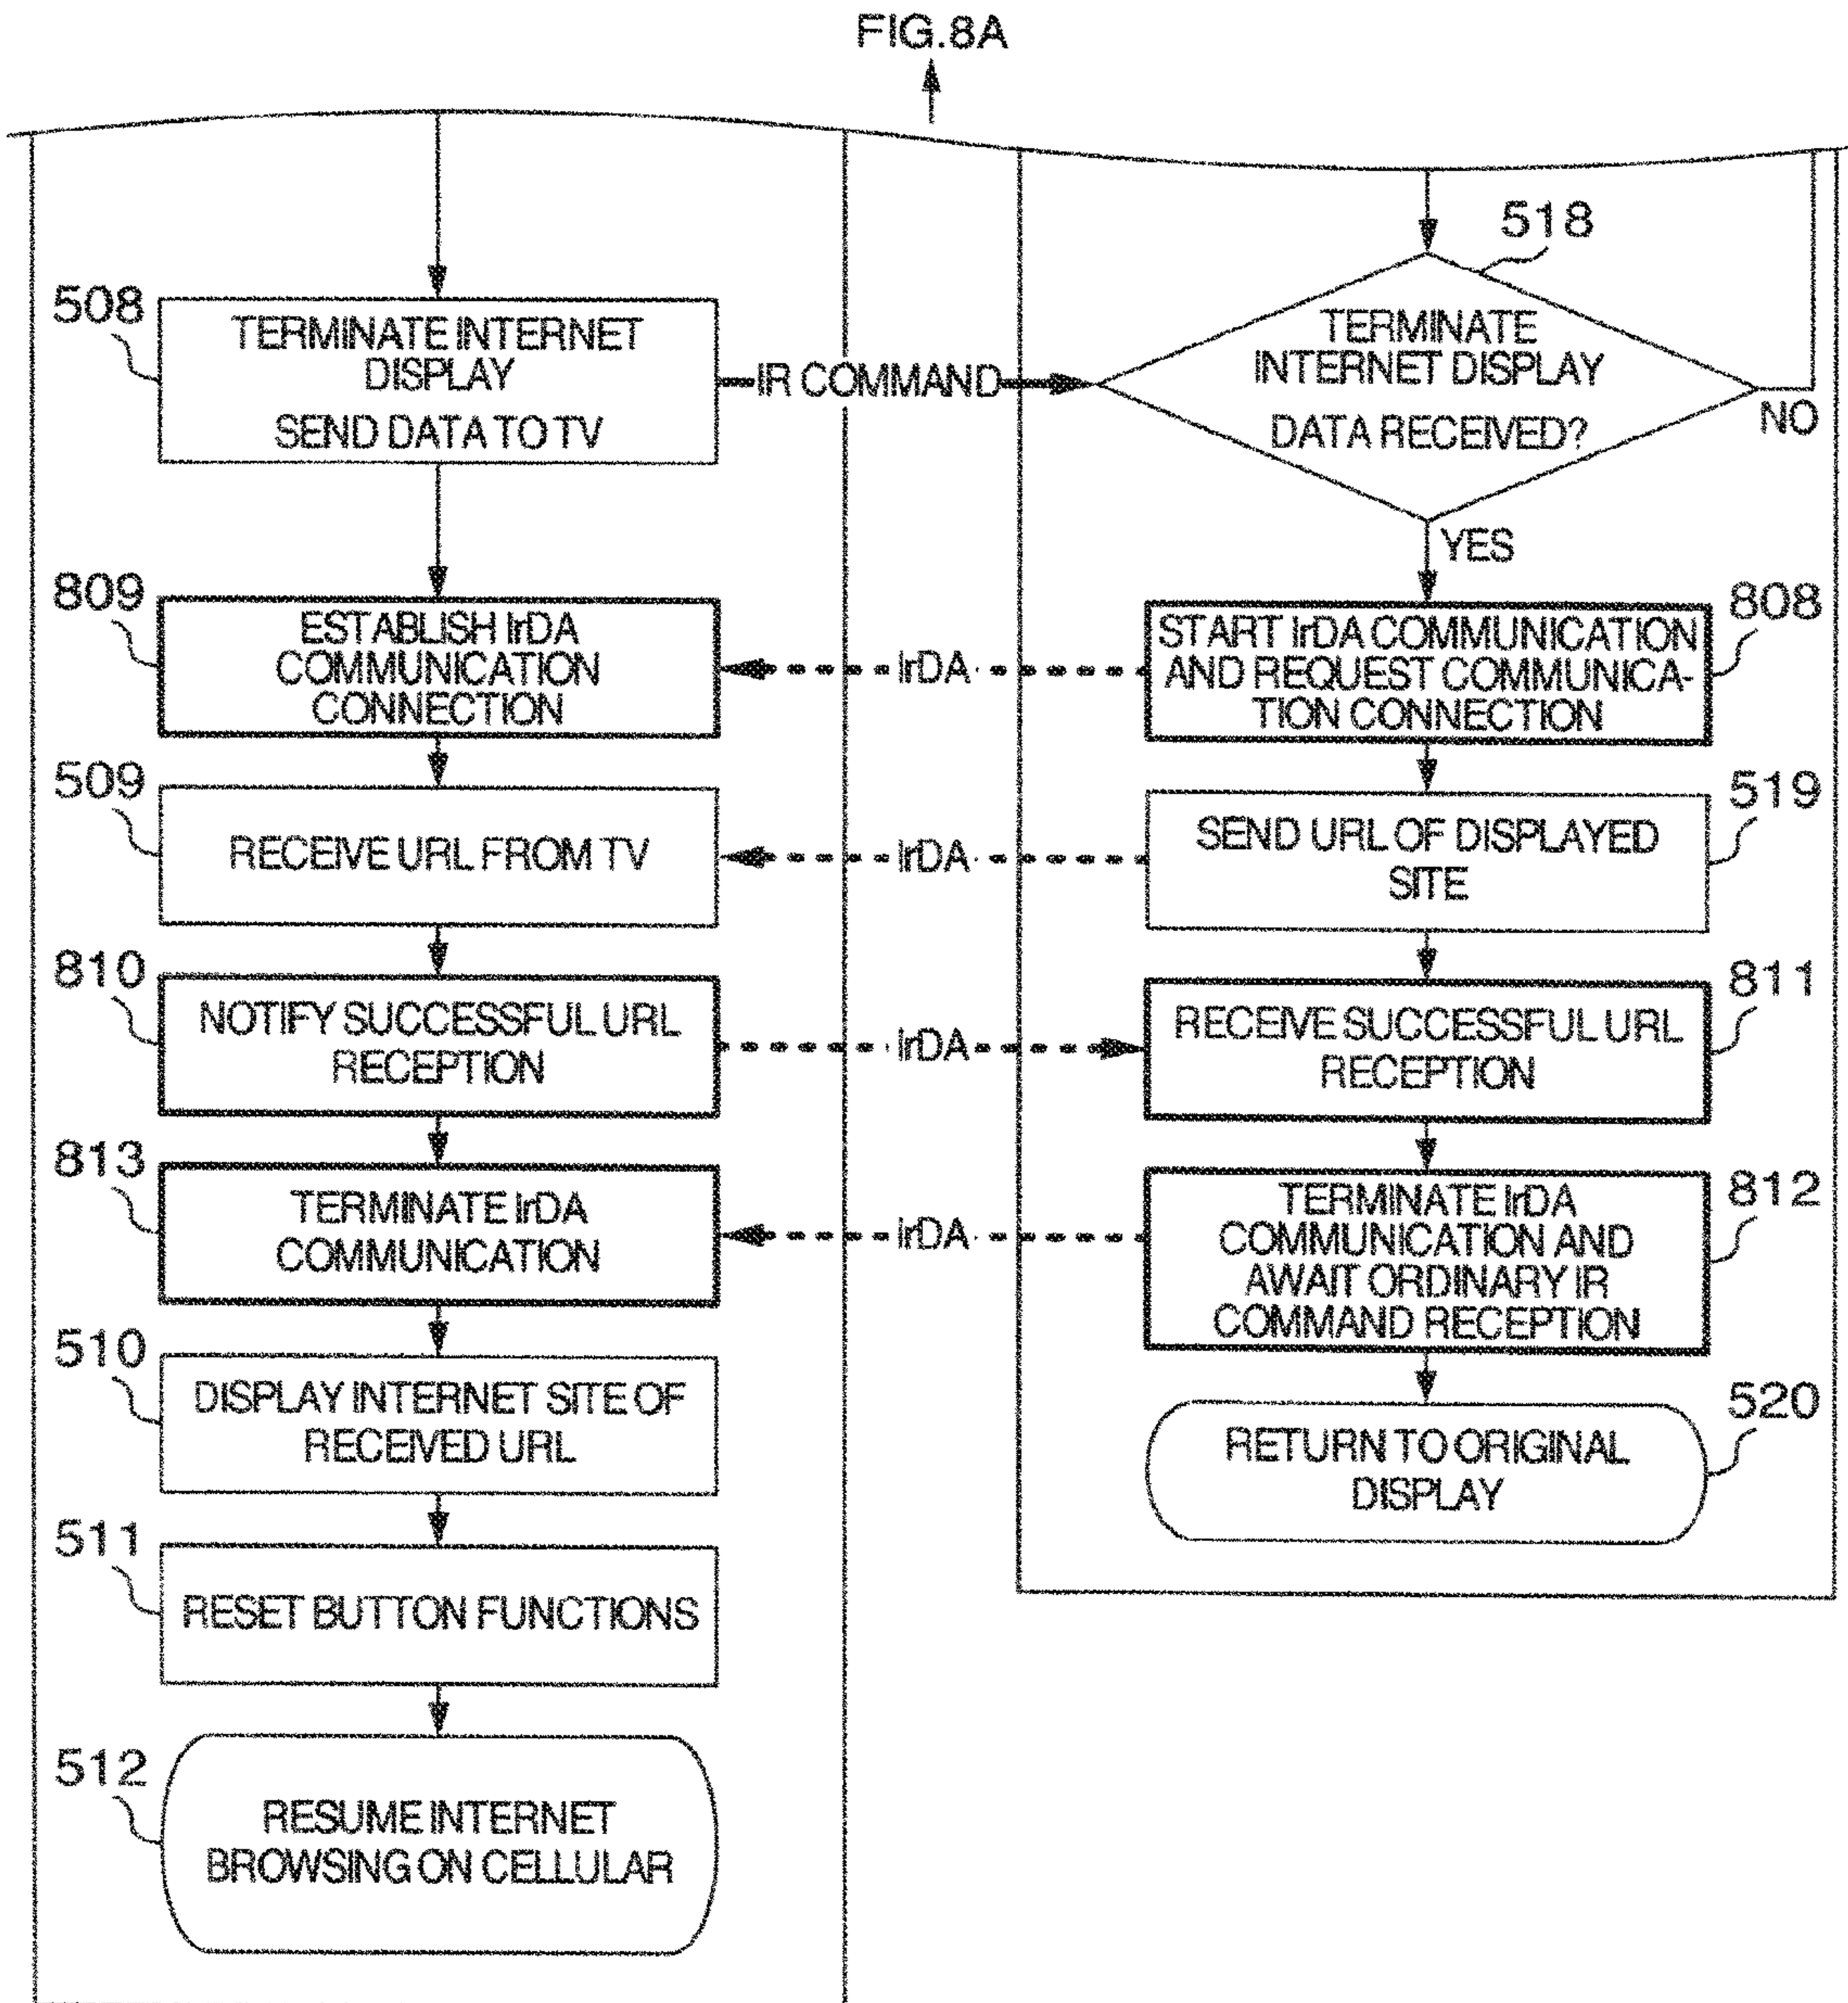 FIG.8A
508
TERMINATE INTERNET
DISPLAY
SEND DATA TO TV
IR COMMAND
518
TERMINATE
INTERNET DISPLAY
DATA RECEIVED?
NO
YES
809
ESTABLISH IrDA
COMMUNICATION
CONNECTION
IrDA
808
START IrDA COMMUNICATION
AND REQUEST COMMUNICA-
TION CONNECTION
509
RECEIVE URL FROM TV
IrDA
519
SEND URL OF DISPLAYED
SITE
810
NOTIFY SUCCESSFUL URL
RECEPTION
IrDA
811
RECEIVE SUCCESSFUL URL
RECEPTION
813
TERMINATE IrDA
COMMUNICATION
IrDA
812
TERMINATE IrDA
COMMUNICATION AND
AWAIT ORDINARY IR
COMMAND RECEPTION
510
DISPLAY INTERNET SITE OF
RECEIVED URL
520
RETURN TO ORIGINAL
DISPLAY
511
RESET BUTTON FUNCTIONS
512
RESUME INTERNET
BROWSING ON CELLULAR